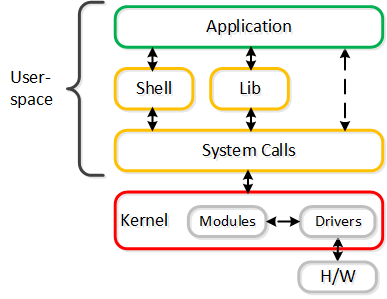 Application
User-
space
Shell
Lib
System Calls
Kernel
Modules
Drivers
H/W